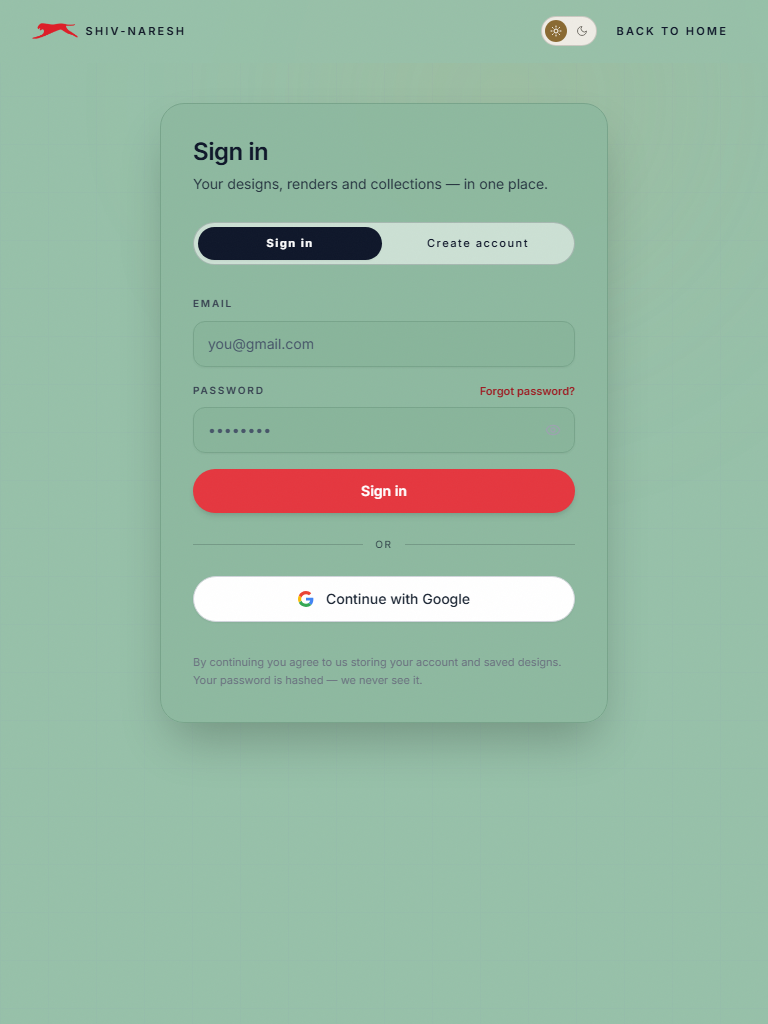 SHIV-NARESH
BACK TO HOME
Sign in
Your designs, renders and collections — in one place.
Sign in
Create account
EMAIL
you@gmail.com
PASSWORD
Forgot password?
••••••••
Sign in
OR
Continue with Google
By continuing you agree to us storing your account and saved designs.
Your password is hashed — we never see it.